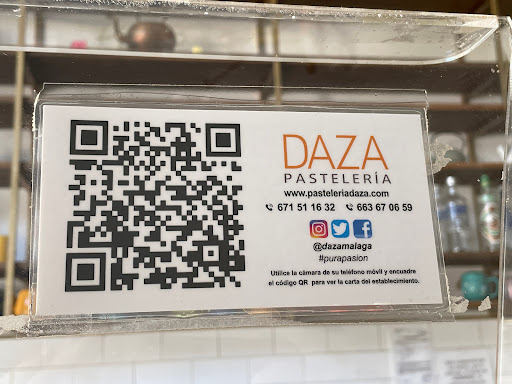 DAZA
PASTELERÍA
www.pasteleriadaza.com
671 51 16 32 663 67 06 59
@dazamalaga
#purapasion
Utilice la cámara de su teléfono móvil y encuadre
el código QR para ver la carta del establecimiento.